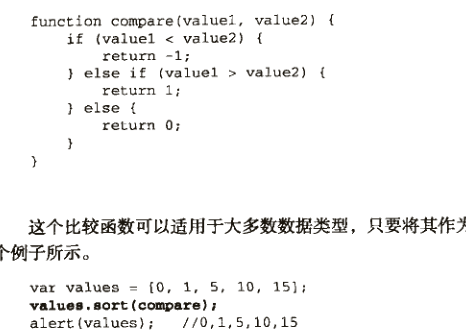 function compare(value1, value2) {
    if (value1 < value2) {
        return -1;
    } else if (value1 > value2) {
        return 1;
    } else {
        return 0;
    }
}
这个比较函数可以适用于大多数数据类型，只要将其作为
个例子所示。
var values = [0, 1, 5, 10, 15];
values.sort(compare);
alert(values);    //0,1,5,10,15